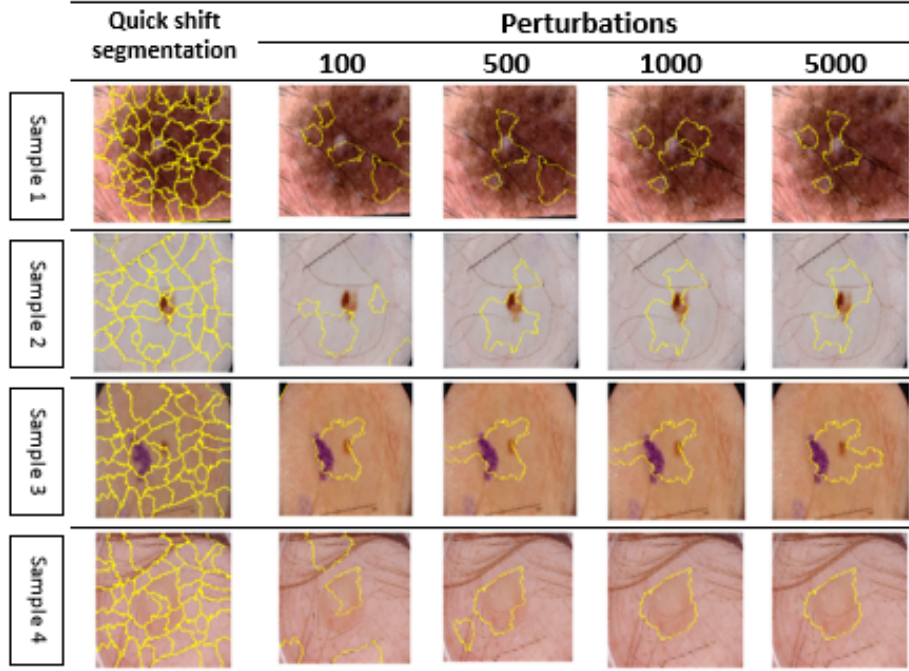 Quick shift
segmentation
Perturbations
100 500 1000 5000
Sample 1
Sample 2
Sample 3
Sample 4